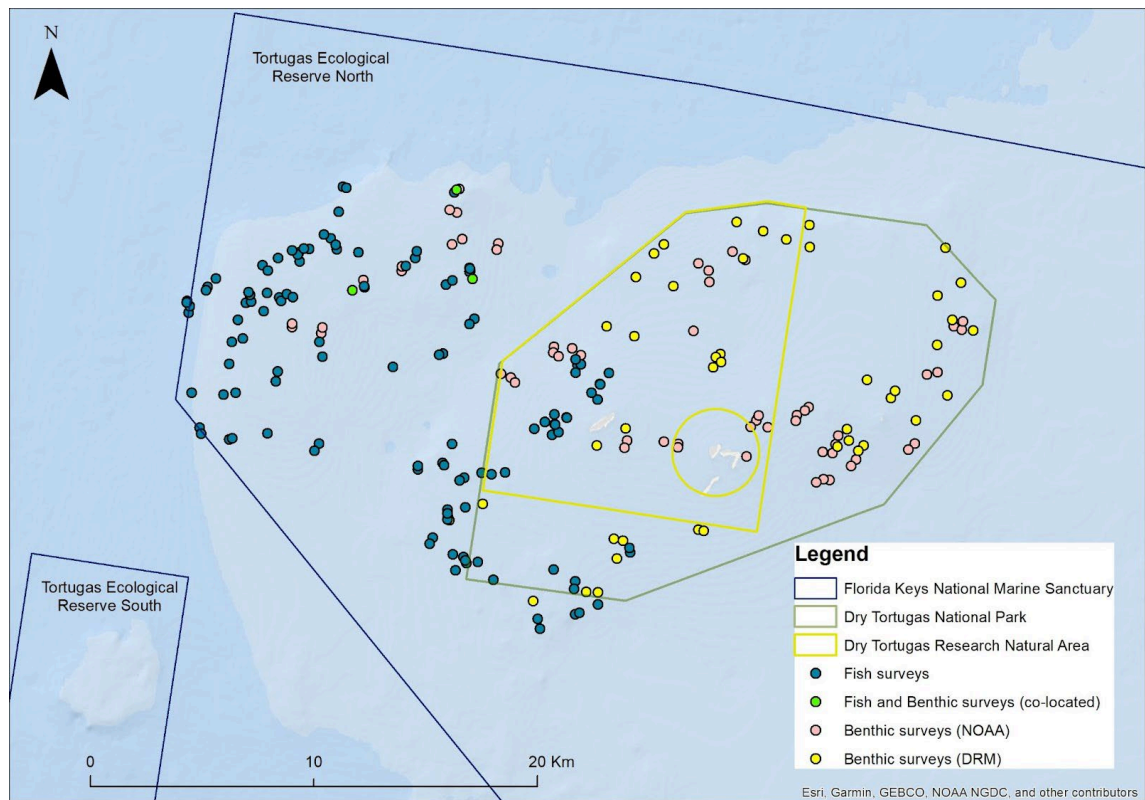 N
Tortugas Ecological
Reserve North
Tortugas Ecological
Reserve South
Legend
Florida Keys National Marine Sanctuary
Dry Tortugas National Park
Dry Tortugas Research Natural Area
Fish surveys
Fish and Benthic surveys (co-located)
Benthic surveys (NOAA)
Benthic surveys (DRM)
0 10 20 Km
Esri, Garmin, GEBCO, NOAA NGDC, and other contributors